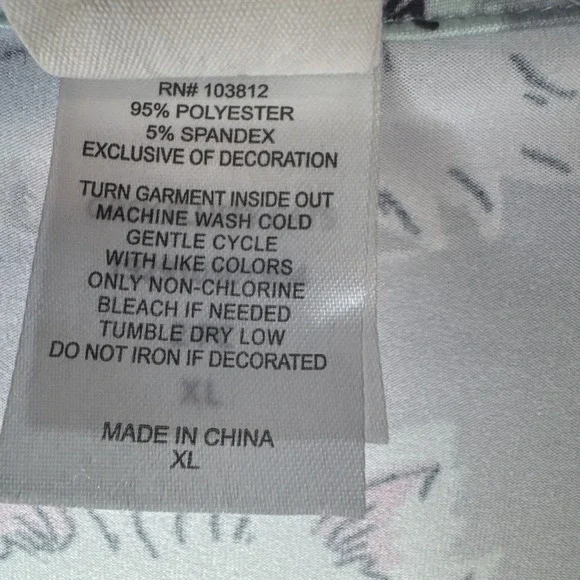 RN# 103812
95% POLYESTER
5% SPANDEX
EXCLUSIVE OF DECORATION
TURN GARMENT INSIDE OUT
MACHINE WASH COLD
GENTLE CYCLE
WITH LIKE COLORS
ONLY NON-CHLORINE
BLEACH IF NEEDED
TUMBLE DRY LOW
DO NOT IRON IF DECORATED
XL
MADE IN CHINA
XL